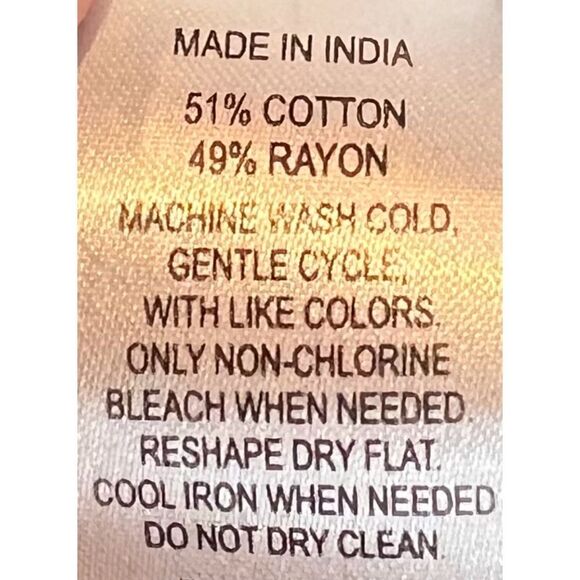 MADE IN INDIA
51% COTTON
49% RAYON
MACHINE WASH COLD,
GENTLE CYCLE,
WITH LIKE COLORS.
ONLY NON-CHLORINE
BLEACH WHEN NEEDED.
RESHAPE DRY FLAT.
COOL IRON WHEN NEEDED
DO NOT DRY CLEAN